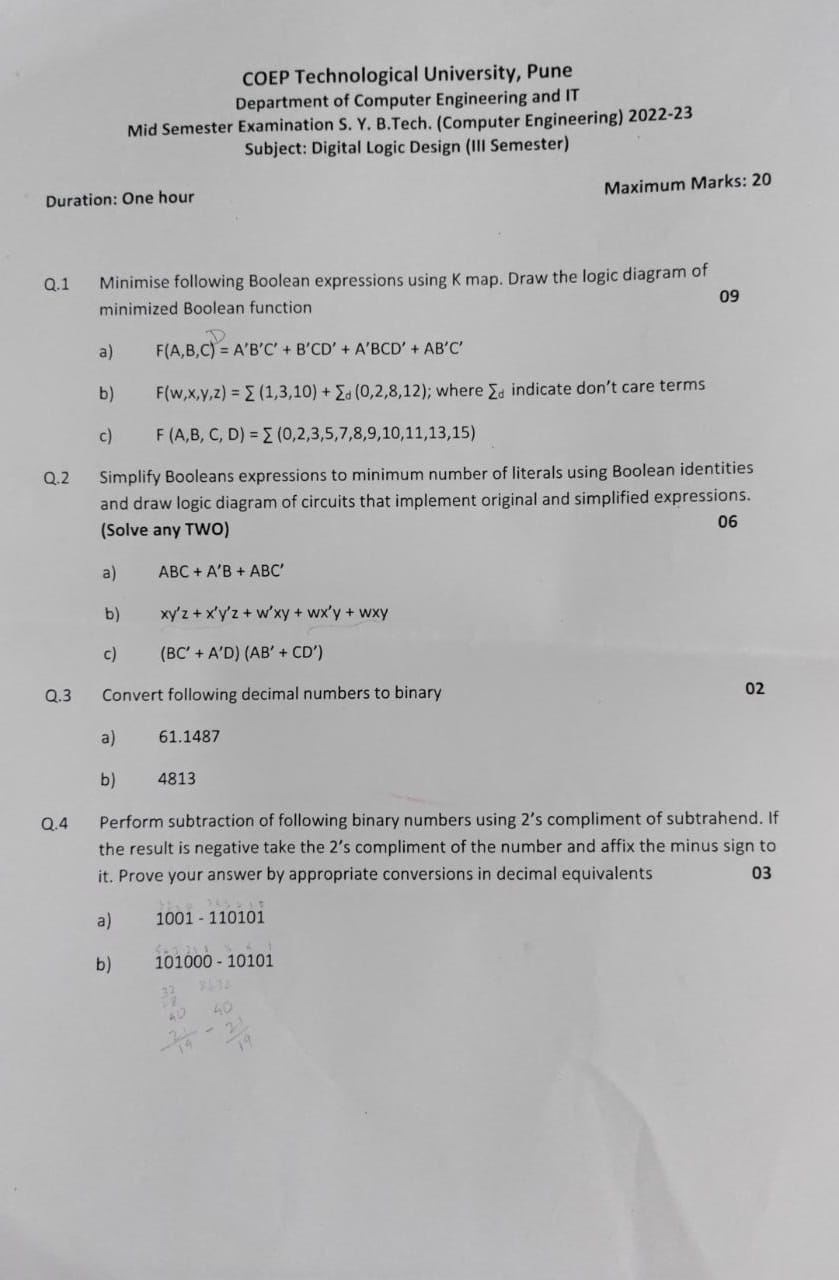 COEP Technological University, Pune
Department of Computer Engineering and IT
Mid Semester Examination S. Y. B.Tech. (Computer Engineering) 2022-23
Subject: Digital Logic Design (III Semester)
Duration: One hour Maximum Marks: 20
Q.1 Minimise following Boolean expressions using K map. Draw the logic diagram of
minimized Boolean function 09
D
a) F(A,B,C) = A’B’C’ + B’CD’ + A’BCD’ + AB’C’
b) F(w,x,y,z) = ∑ (1,3,10) + ∑d (0,2,8,12); where ∑d indicate don’t care terms
c) F (A,B, C, D) = ∑ (0,2,3,5,7,8,9,10,11,13,15)
Q.2 Simplify Booleans expressions to minimum number of literals using Boolean identities
and draw logic diagram of circuits that implement original and simplified expressions.
(Solve any TWO) 06
a) ABC + A’B + ABC’
b) xy’z + x’y’z + w’xy + wx’y + wxy
c) (BC’ + A’D) (AB’ + CD’)
Q.3 Convert following decimal numbers to binary 02
a) 61.1487
b) 4813
Q.4 Perform subtraction of following binary numbers using 2’s compliment of subtrahend. If
the result is negative take the 2’s compliment of the number and affix the minus sign to
it. Prove your answer by appropriate conversions in decimal equivalents 03
a) 1001 - 110101
b) 101000 - 10101
32
8
40 40
21 - 21
19 19